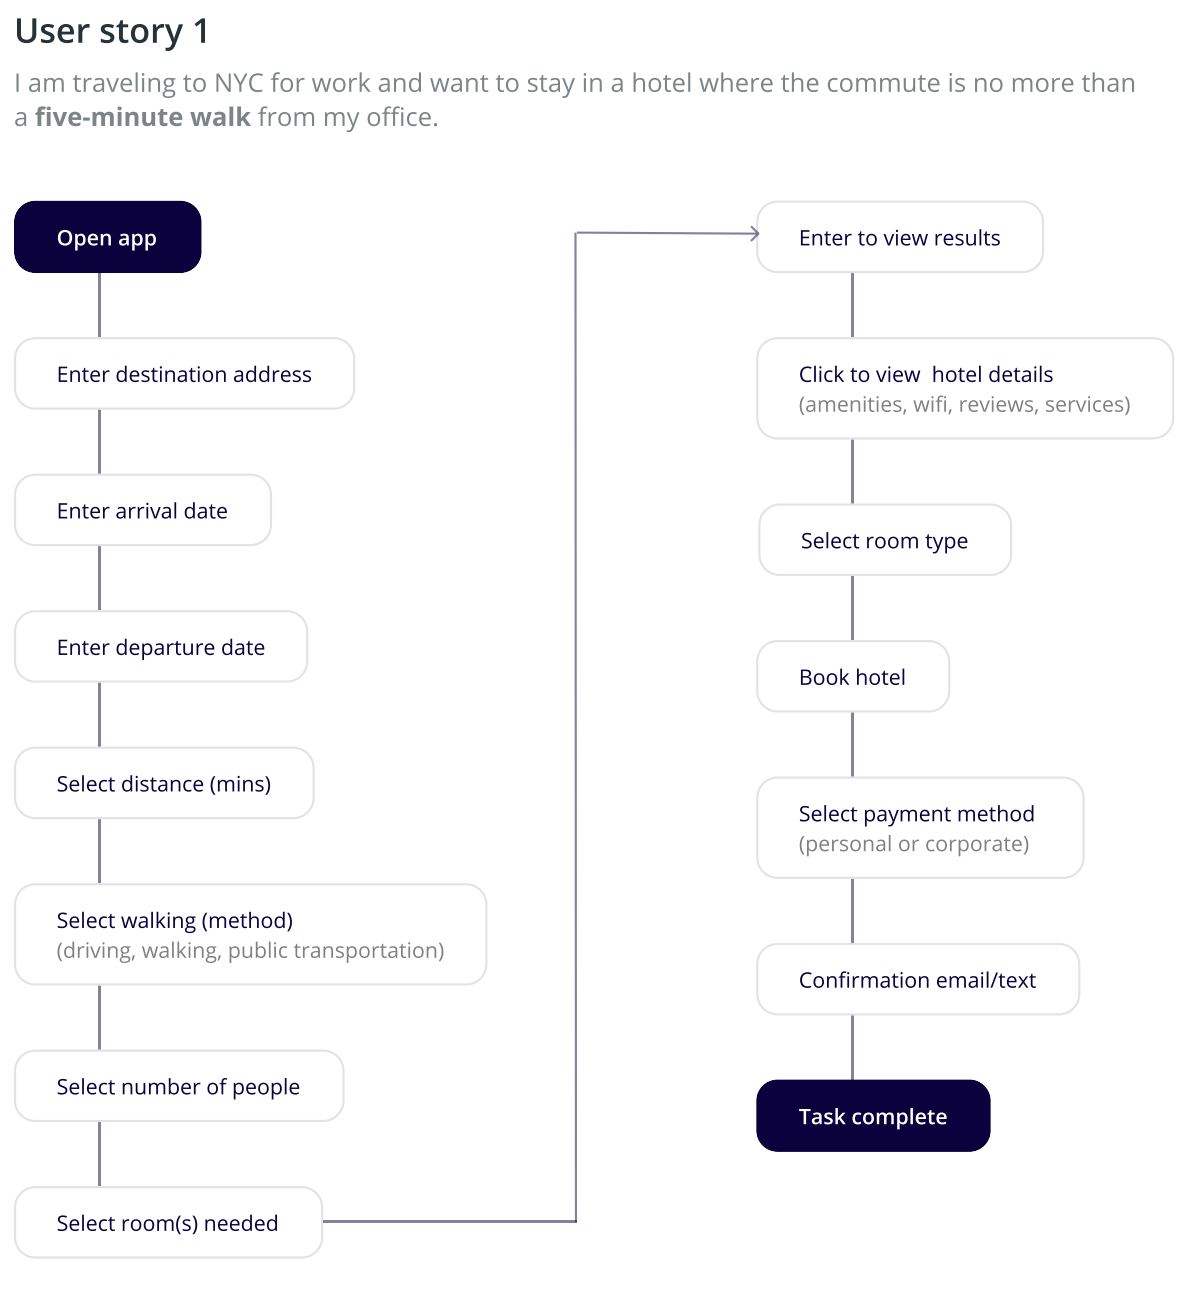 User story 1
I am traveling to NYC for work and want to stay in a hotel where the commute is no more than
a five-minute walk from my office.
Open app
Enter destination address
Enter arrival date
Enter departure date
Select distance (mins)
Select walking (method)
(driving, walking, public transportation)
Select number of people
Select room(s) needed
Enter to view results
Click to view  hotel details
(amenities, wifi, reviews, services)
Select room type
Book hotel
Select payment method
(personal or corporate)
Confirmation email/text
Task complete